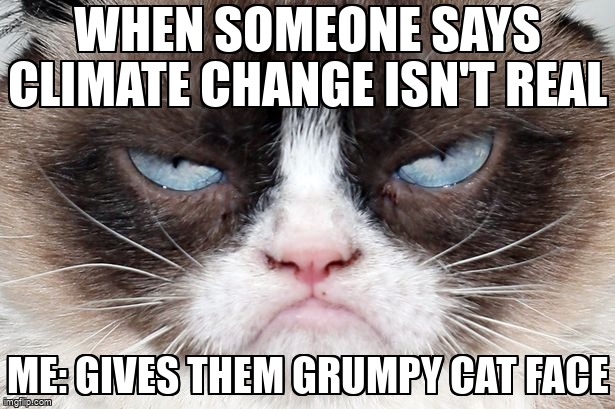 WHEN SOMEONE SAYS
CLIMATE CHANGE ISN'T REAL
ME: GIVES THEM GRUMPY CAT FACE
imgflip.com